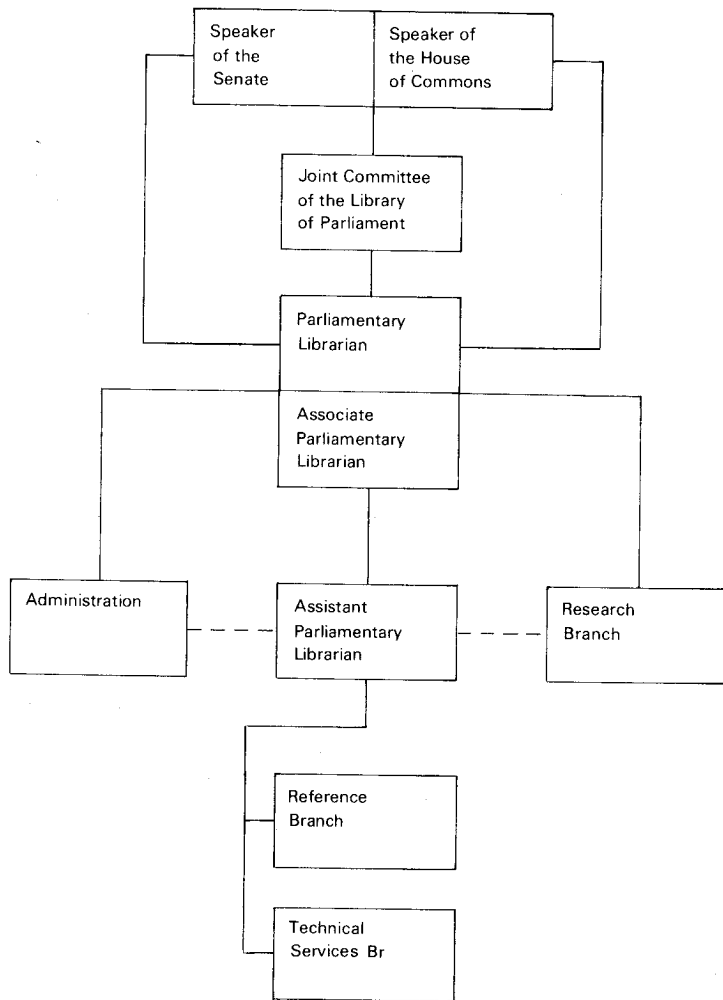 Speaker
of the
Senate
Speaker of
the House
of Commons
Joint Committee
of the Library
of Parliament
Parliamentary
Librarian
Associate
Parliamentary
Librarian
Administration
Assistant
Parliamentary
Librarian
Research
Branch
Reference
Branch
Technical
Services Br